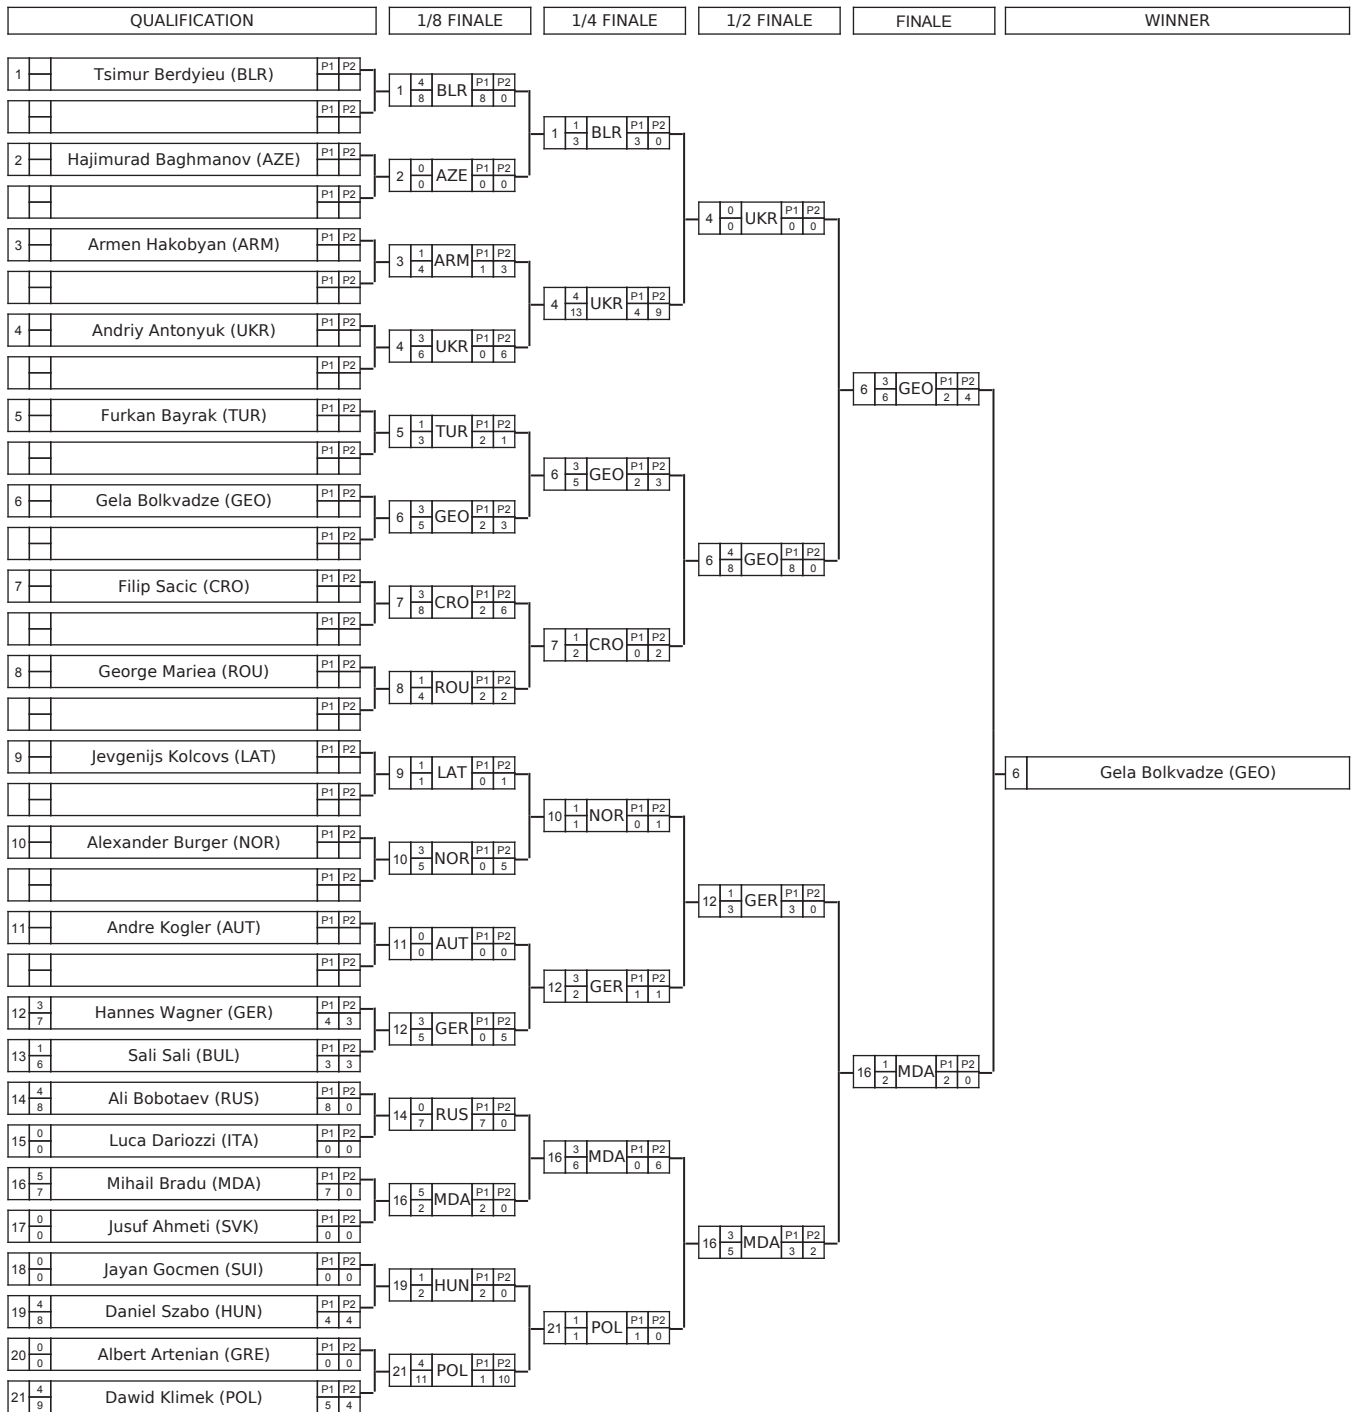 QUALIFICATION 1/8 FINALE 1/4 FINALE 1/2 FINALE FINALE WINNER
1 Tsimur Berdyieu (BLR) P1 P2
P1 P2
2 Hajimurad Baghmanov (AZE) P1 P2
P1 P2
3 Armen Hakobyan (ARM) P1 P2
P1 P2
4 Andriy Antonyuk (UKR) P1 P2
P1 P2
5 Furkan Bayrak (TUR) P1 P2
P1 P2
6 Gela Bolkvadze (GEO) P1 P2
P1 P2
7 Filip Sacic (CRO) P1 P2
P1 P2
8 George Mariea (ROU) P1 P2
P1 P2
9 Jevgenijs Kolcovs (LAT) P1 P2
P1 P2
10 Alexander Burger (NOR) P1 P2
P1 P2
11 Andre Kogler (AUT) P1 P2
P1 P2
12 3 7 Hannes Wagner (GER) P1 P2 4 3
13 1 6 Sali Sali (BUL) P1 P2 3 3
14 4 8 Ali Bobotaev (RUS) P1 P2 8 0
15 0 0 Luca Dariozzi (ITA) P1 P2 0 0
16 5 7 Mihail Bradu (MDA) P1 P2 7 0
17 0 0 Jusuf Ahmeti (SVK) P1 P2 0 0
18 0 0 Jayan Gocmen (SUI) P1 P2 0 0
19 4 8 Daniel Szabo (HUN) P1 P2 4 4
20 0 0 Albert Artenian (GRE) P1 P2 0 0
21 4 9 Dawid Klimek (POL) P1 P2 5 4
1 4 8 BLR P1 P2 8 0
2 0 0 AZE P1 P2 0 0
3 1 4 ARM P1 P2 1 3
4 3 6 UKR P1 P2 0 6
5 1 3 TUR P1 P2 2 1
6 3 5 GEO P1 P2 2 3
7 3 8 CRO P1 P2 2 6
8 1 4 ROU P1 P2 2 2
9 1 1 LAT P1 P2 0 1
10 3 5 NOR P1 P2 0 5
11 0 0 AUT P1 P2 0 0
12 3 5 GER P1 P2 0 5
14 0 7 RUS P1 P2 7 0
16 5 2 MDA P1 P2 2 0
19 1 2 HUN P1 P2 2 0
21 4 11 POL P1 P2 1 10
1 1 3 BLR P1 P2 3 0
4 4 13 UKR P1 P2 4 9
6 3 5 GEO P1 P2 2 3
7 1 2 CRO P1 P2 0 2
10 1 1 NOR P1 P2 0 1
12 3 2 GER P1 P2 1 1
16 3 6 MDA P1 P2 0 6
21 1 1 POL P1 P2 1 0
4 0 0 UKR P1 P2 0 0
6 4 8 GEO P1 P2 8 0
12 1 3 GER P1 P2 3 0
16 3 5 MDA P1 P2 3 2
6 3 6 GEO P1 P2 2 4
16 1 2 MDA P1 P2 2 0
6 Gela Bolkvadze (GEO)